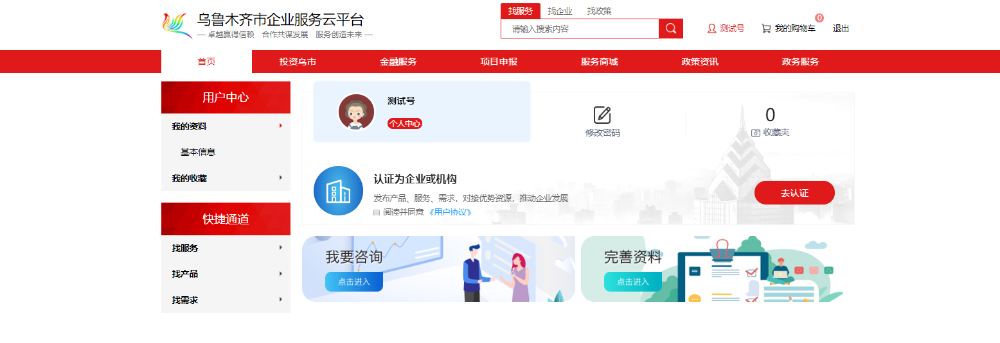 乌鲁木齐市企业服务云平台
— 卓越赢得信赖 合作共谋发展 服务创造未来 —
找服务 找企业 找政策
请输入搜索内容
测试号 我的购物车 0 退出
首页 投资乌市 金融服务 项目申报 服务商城 政策资讯 政务服务
用户中心
我的资料
基本信息
我的收藏
快捷通道
找服务
找产品
找需求
测试号
个人中心
修改密码
0
收藏夹
认证为企业或机构
发布产品、服务、需求，对接优势资源，推动企业发展
阅读并同意 《用户协议》
去认证
我要咨询
点击进入
完善资料
点击进入